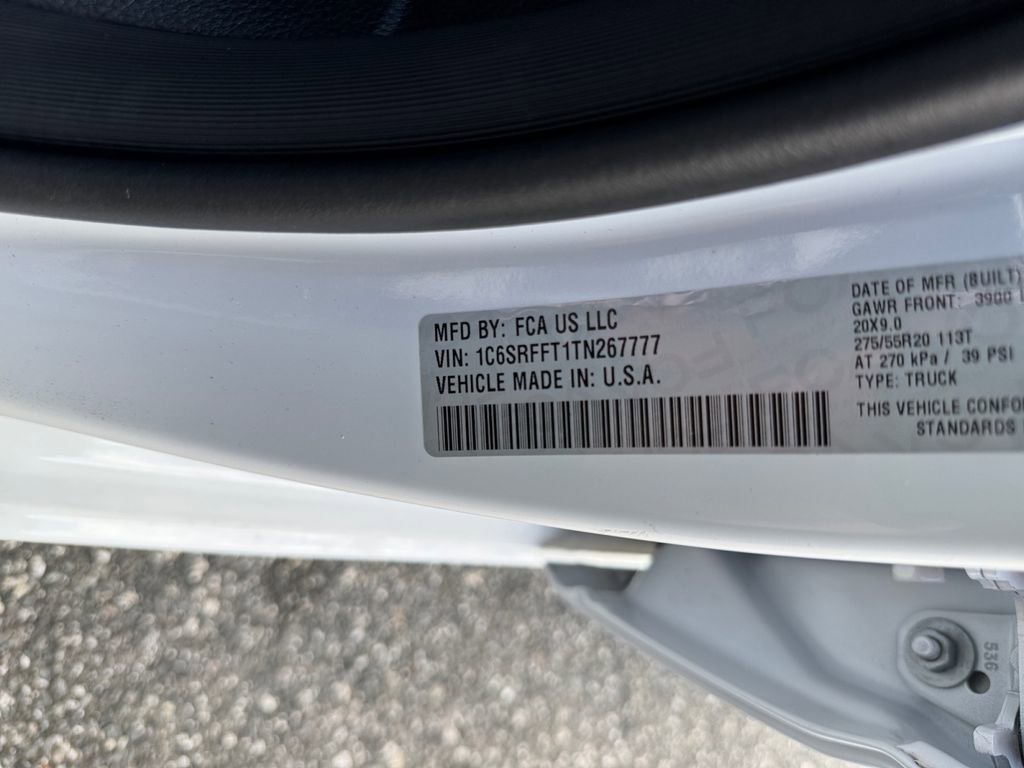 MFD BY: FCA US LLC
VIN: 1C6SRFFT1TN267777
VEHICLE MADE IN: U.S.A.
DATE OF MFR (BUILT)
GAWR FRONT: 3900
20X9.0
275/55R20 113T
AT 270 kPa / 39 PSI
TYPE: TRUCK
THIS VEHICLE
STANDARDS
536